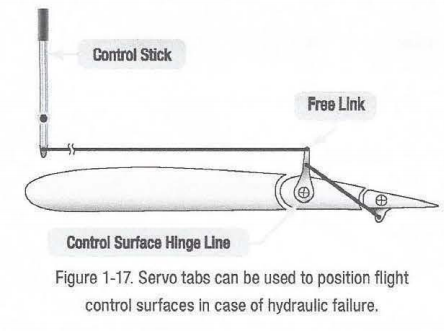 Control Stick
Free Link
Control Surface Hinge Line
Figure 1-17. Servo tabs can be used to position flight
control surfaces in case of hydraulic failure.